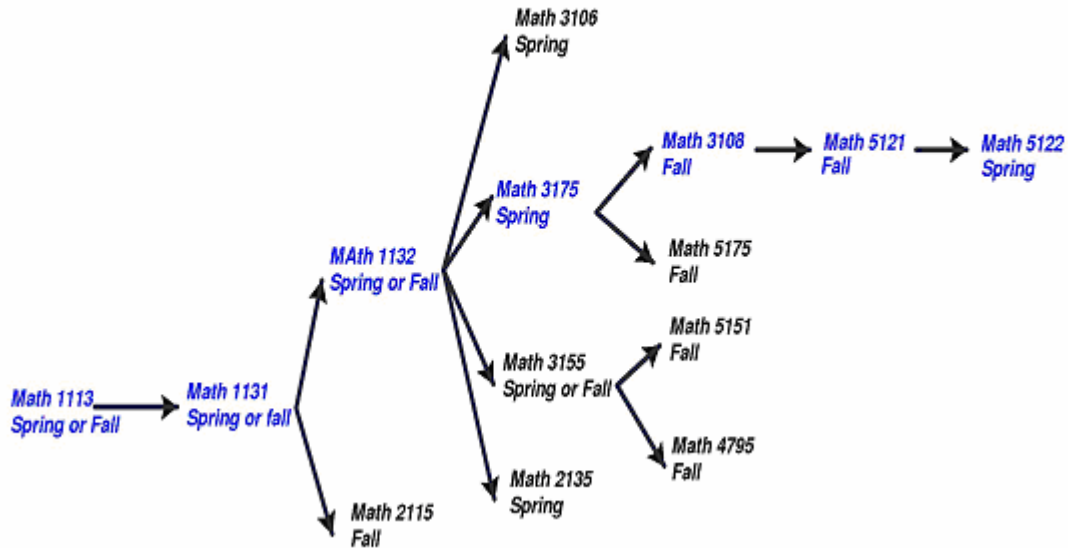 Math 3106
Spring
Math 3108
Fall
Math 5121
Fall
Math 5122
Spring
Math 3175
Spring
MAth 1132
Spring or Fall
Math 5175
Fall
Math 5151
Fall
Math 3155
Spring or Fall
Math 1113
Spring or Fall
Math 1131
Spring or fall
Math 4795
Fall
Math 2135
Spring
Math 2115
Fall